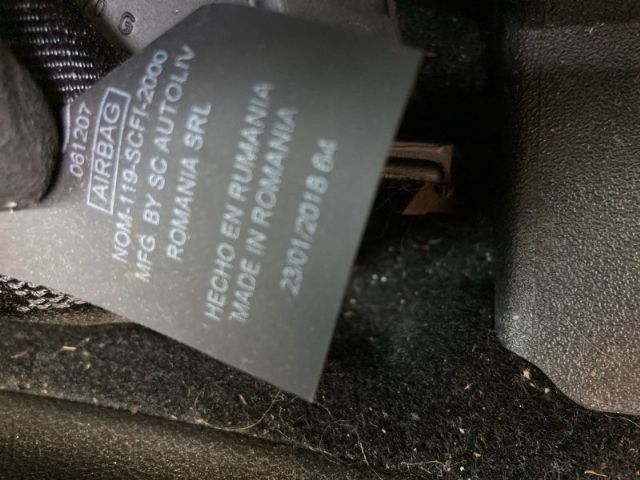 061207
AIRBAG
NOM-119-SCFI-2000
MFG. BY SC AUTOLIV
ROMANIA SRL
HECHO EN RUMANIA
MADE IN ROMANIA
23/01/2018 64